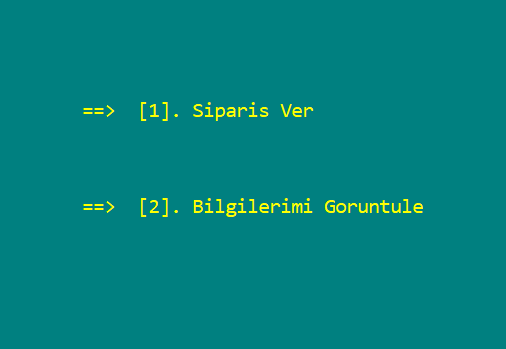 ==>  [1]. Siparis Ver
==>  [2]. Bilgilerimi Goruntule